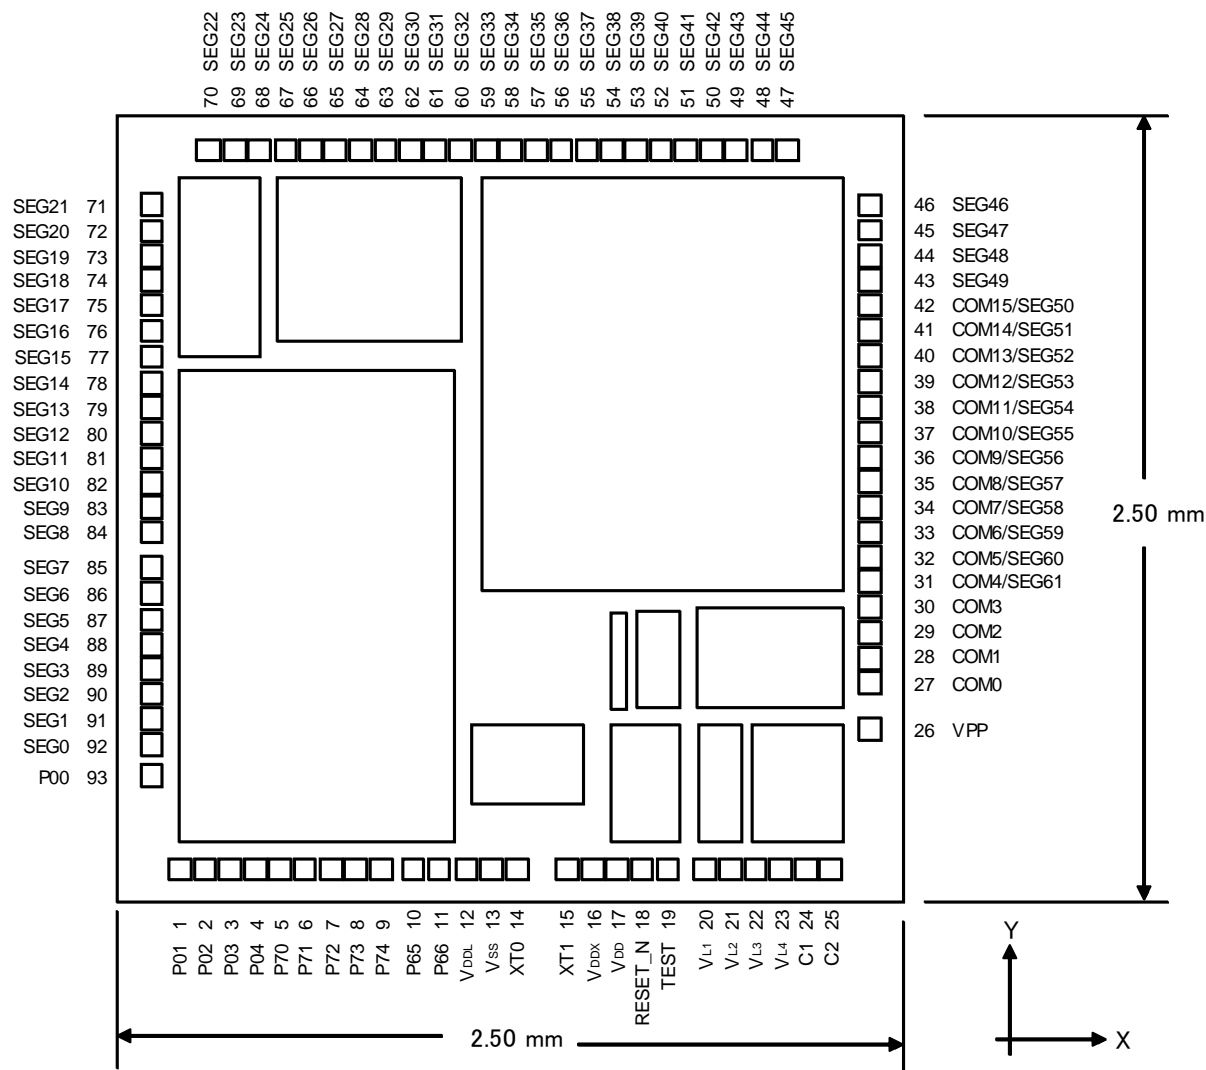 70 SEG22
69 SEG23
68 SEG24
67 SEG25
66 SEG26
65 SEG27
64 SEG28
63 SEG29
62 SEG30
61 SEG31
60 SEG32
59 SEG33
58 SEG34
57 SEG35
56 SEG36
55 SEG37
54 SEG38
53 SEG39
52 SEG40
51 SEG41
50 SEG42
49 SEG43
48 SEG44
47 SEG45
SEG21 71
SEG20 72
SEG19 73
SEG18 74
SEG17 75
SEG16 76
SEG15 77
SEG14 78
SEG13 79
SEG12 80
SEG11 81
SEG10 82
SEG9 83
SEG8 84
SEG7 85
SEG6 86
SEG5 87
SEG4 88
SEG3 89
SEG2 90
SEG1 91
SEG0 92
P00 93
46 SEG46
45 SEG47
44 SEG48
43 SEG49
42 COM15/SEG50
41 COM14/SEG51
40 COM13/SEG52
39 COM12/SEG53
38 COM11/SEG54
37 COM10/SEG55
36 COM9/SEG56
35 COM8/SEG57
34 COM7/SEG58
33 COM6/SEG59
32 COM5/SEG60
31 COM4/SEG61
30 COM3
29 COM2
28 COM1
27 COM0
26 VPP
2.50 mm
P01 1
P02 2
P03 3
P04 4
P70 5
P71 6
P72 7
P73 8
P74 9
P65 10
P66 11
VDDL 12
VSS 13
XT0 14
XT1 15
VDDX 16
VDD 17
RESET_N 18
TEST 19
VL1 20
VL2 21
VL3 22
VL4 23
C1 24
C2 25
2.50 mm
Y
X